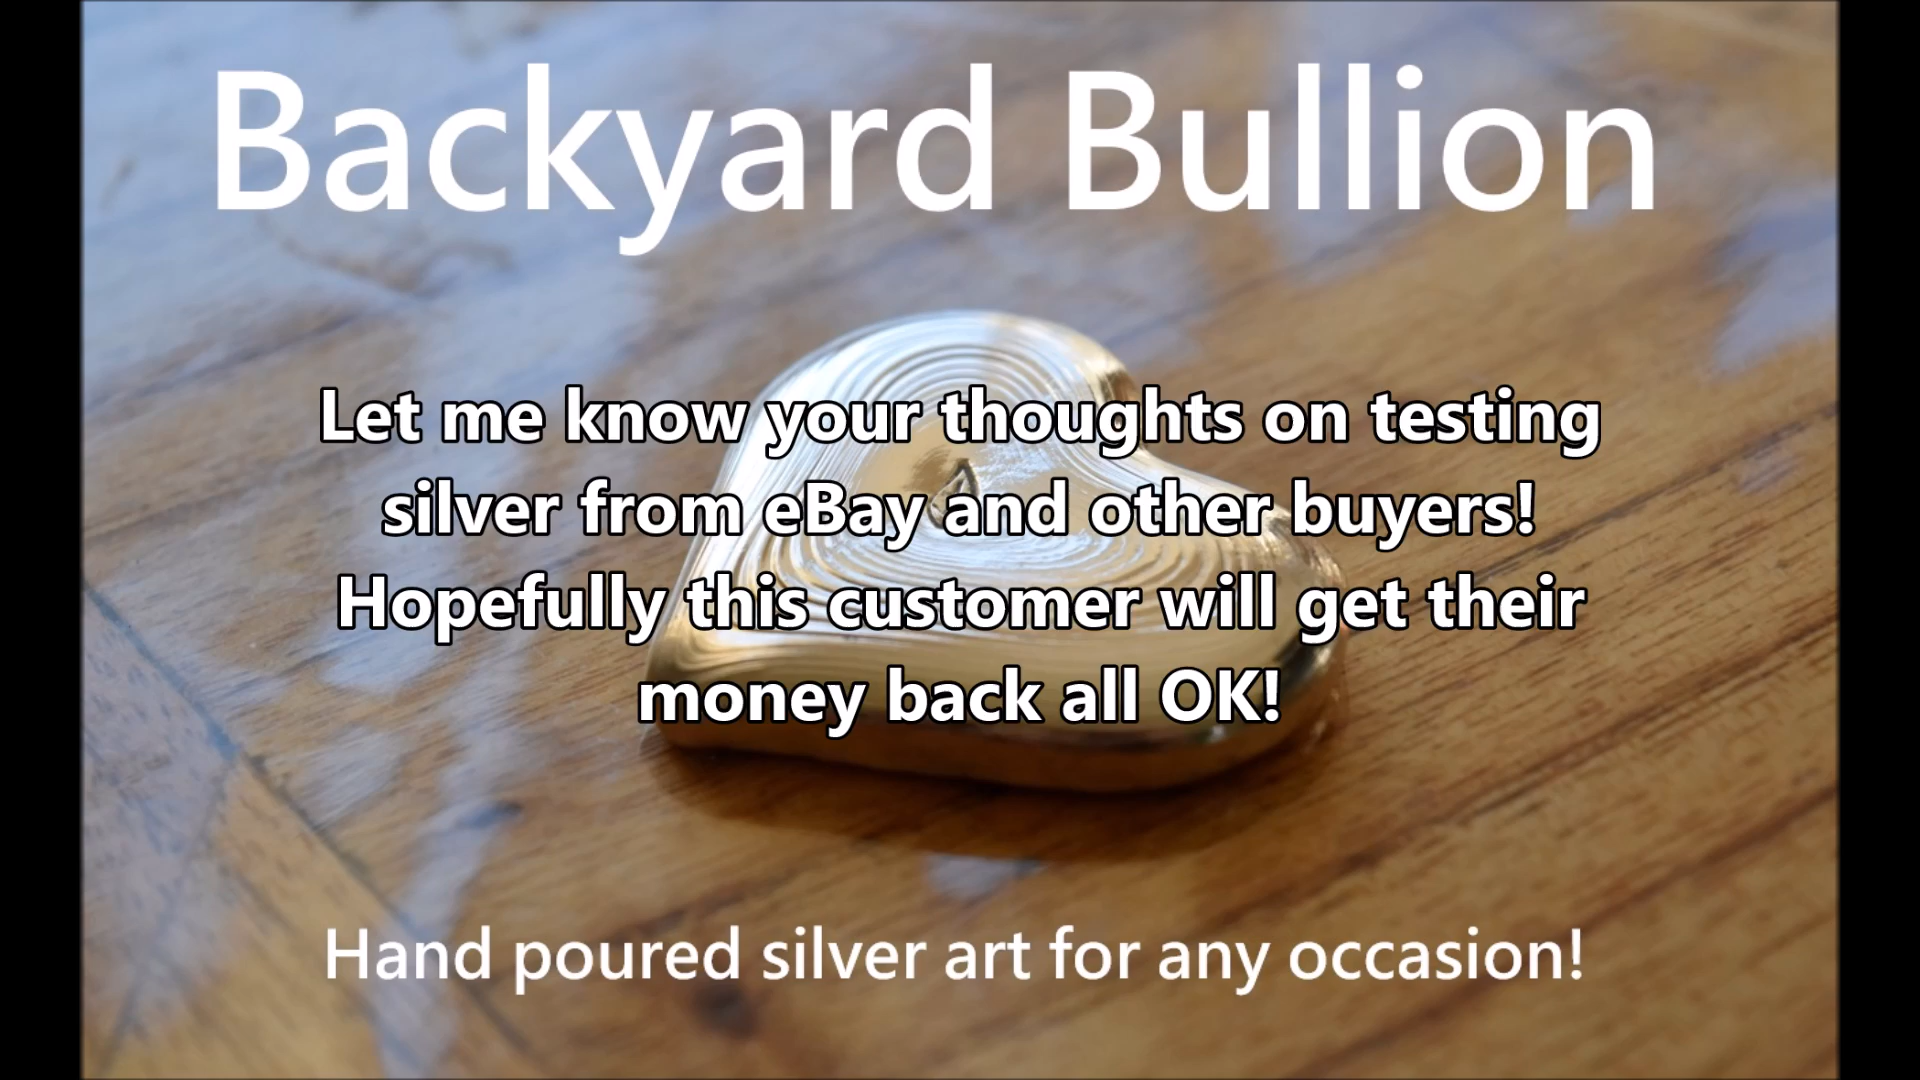 Backyard Bullion
Let me know your thoughts on testing
silver from eBay and other buyers!
Hopefully this customer will get their
money back all OK!
Hand poured silver art for any occasion!